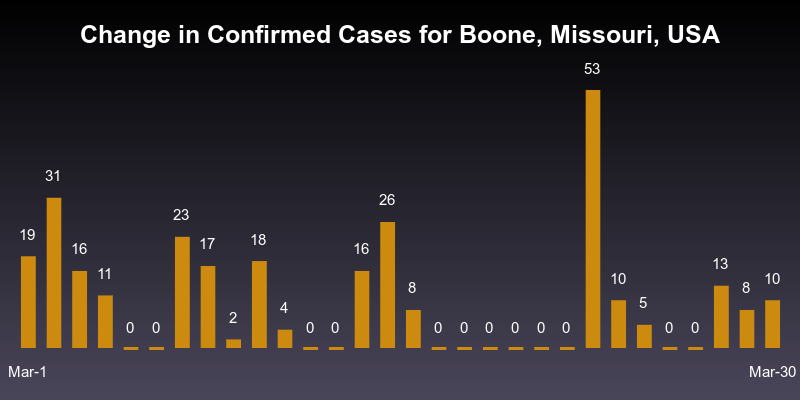 Change in Confirmed Cases for Boone, Missouri, USA
19 31 16 11 0 0 23 17 2 18 4 0 0 16 26 8 0 0 0 0 0 0 53 10 5 0 0 13 8 10
Mar-1 Mar-30